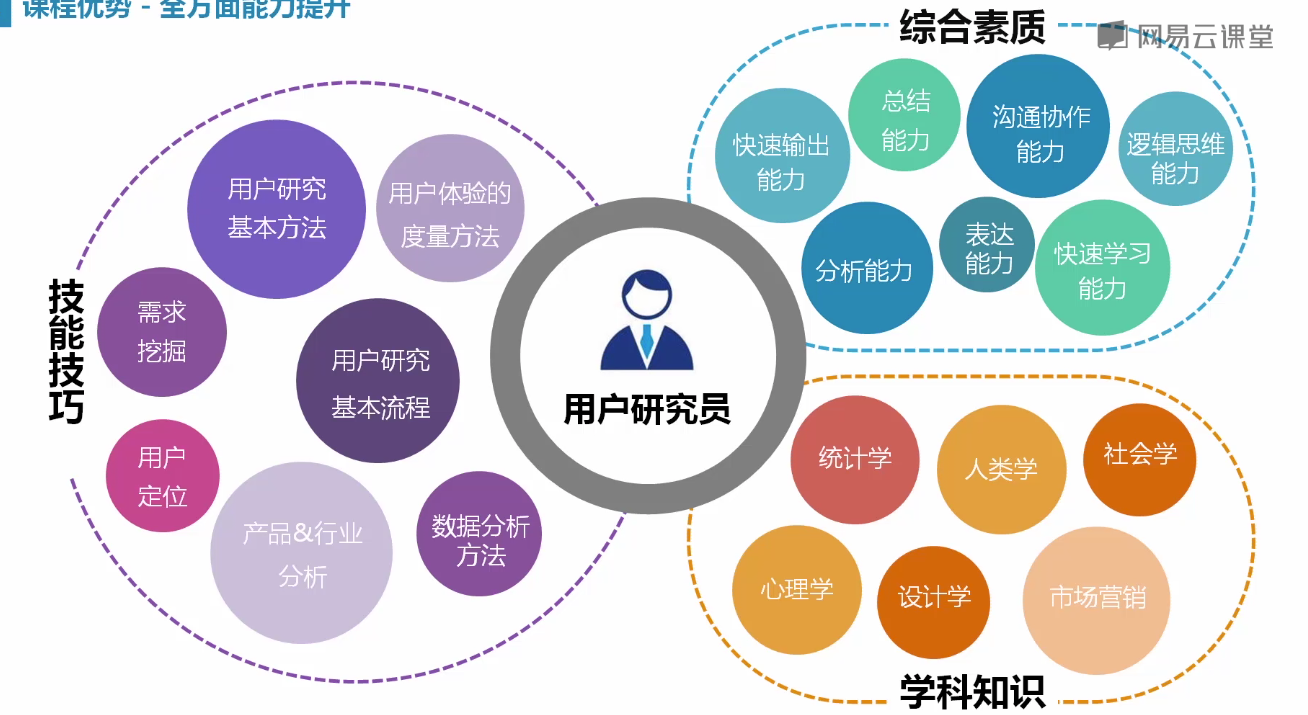 课程优势 - 全方面能力提升
网易云课堂
技能技巧
用户研究
基本方法
用户体验的
度量方法
需求
挖掘
用户研究
基本流程
用户
定位
产品&行业
分析
数据分析
方法
用户研究员
综合素质
快速输出
能力
总结
能力
沟通协作
能力
逻辑思维
能力
分析能力
表达
能力
快速学习
能力
统计学
人类学
社会学
心理学
设计学
市场营销
学科知识